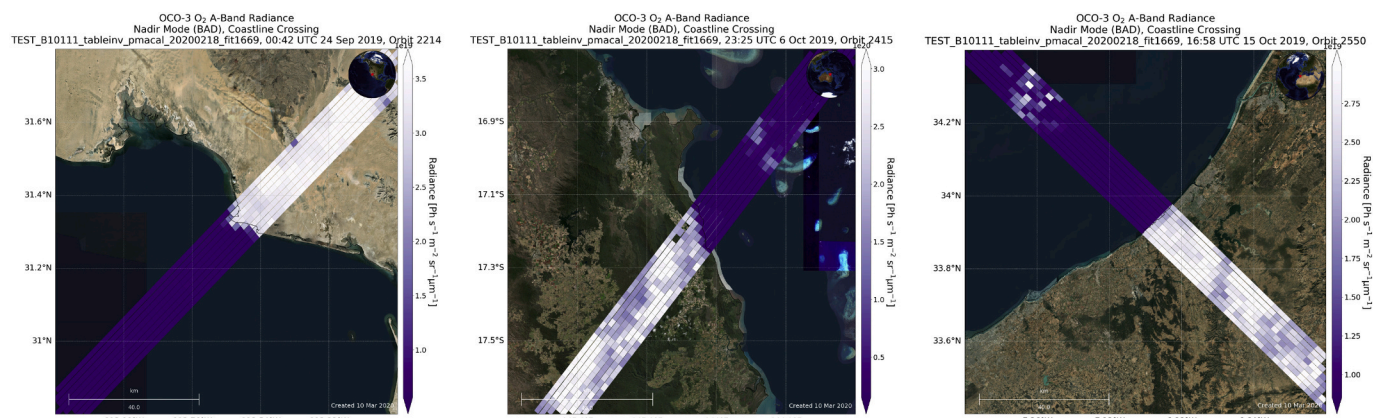 OCO-3 O₂ A-Band Radiance
Nadir Mode (BAD), Coastline Crossing
TEST_B10111_tableinv_pmacal_20200218_fit1669, 00:42 UTC 24 Sep 2019, Orbit 2214
1e19
3.5
3.0
2.5
2.0
1.5
1.0
Radiance [Ph s⁻¹ m⁻² sr⁻¹μm⁻¹]
31.6°N
31.4°N
31.2°N
31°N
km
40.0
Created 10 Mar 2020
OCO-3 O₂ A-Band Radiance
Nadir Mode (BAD), Coastline Crossing
TEST_B10111_tableinv_pmacal_20200218_fit1669, 23:25 UTC 6 Oct 2019, Orbit 2415
1e20
3.0
2.5
2.0
1.5
1.0
0.5
Radiance [Ph s⁻¹ m⁻² sr⁻¹μm⁻¹]
16.9°S
17.1°S
17.3°S
17.5°S
Created 10 Mar 2020
OCO-3 O₂ A-Band Radiance
Nadir Mode (BAD), Coastline Crossing
TEST_B10111_tableinv_pmacal_20200218_fit1669, 16:58 UTC 15 Oct 2019, Orbit 2550
1e19
2.75
2.50
2.25
2.00
1.75
1.50
1.25
1.00
Radiance [Ph s⁻¹ m⁻² sr⁻¹μm⁻¹]
34.2°N
34°N
33.8°N
33.6°N
km
40.0
Created 10 Mar 2020